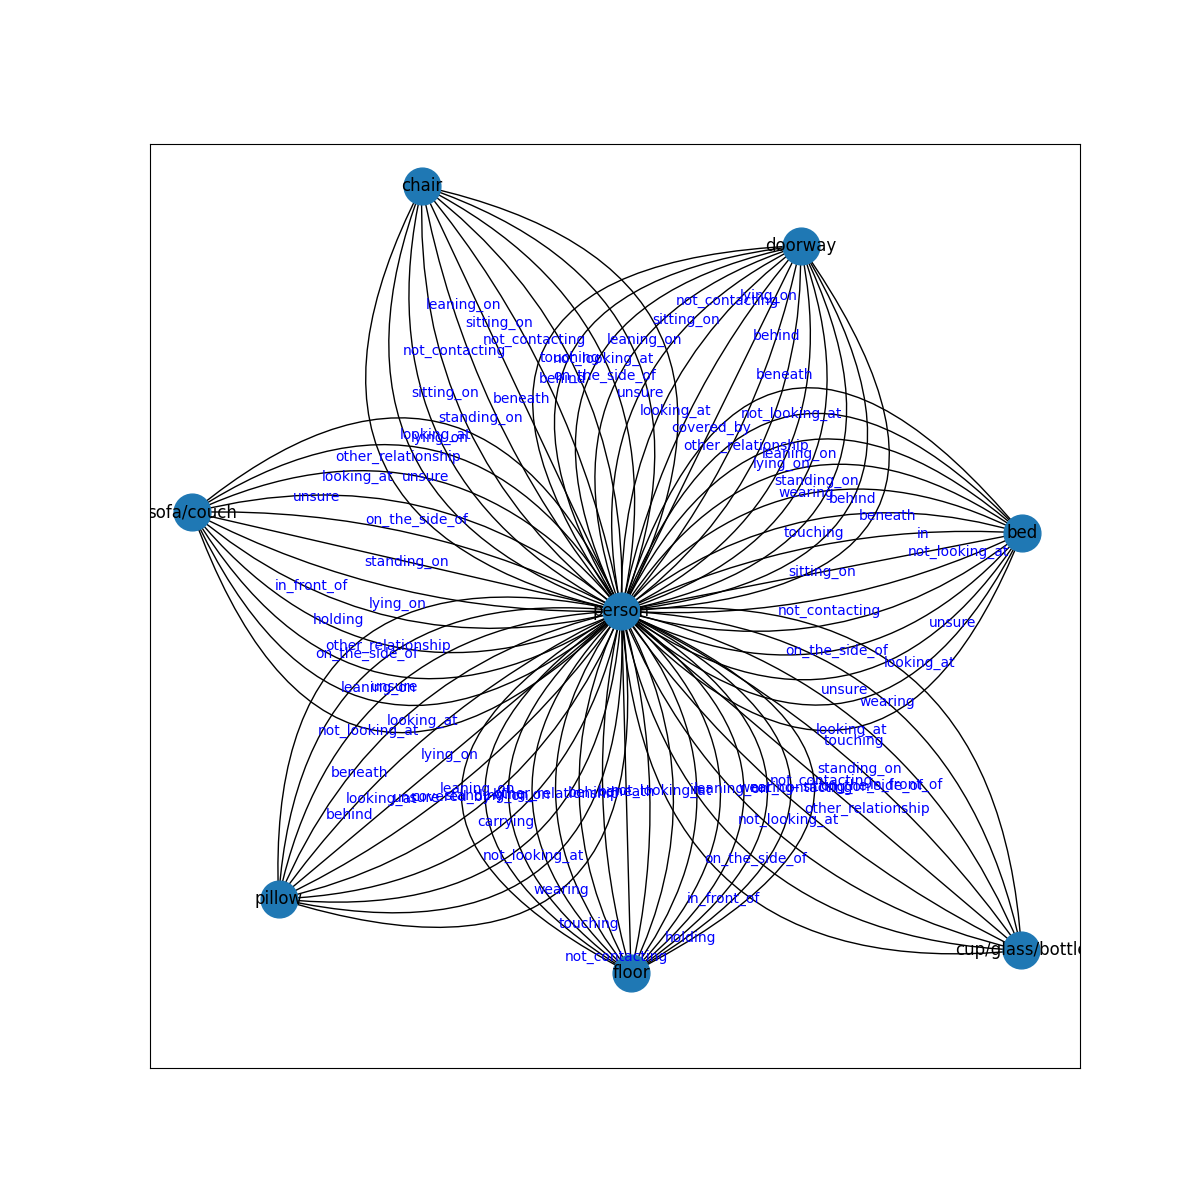 chair
doorway
lying_on
not_contacting
leaning_on
sitting_on
sitting_on
behind
not_contacting
leaning_on
not_contacting
touching
not_looking_at
beneath
on_the_side_of
behind
sitting_on
unsure
beneath
looking_at
not_looking_at
standing_on
covered_by
looking_at
lying_on
other_relationship
leaning_on
other_relationship
lying_on
looking_at
unsure
standing_on
wearing
unsure
behind
sofa/couch
beneath
on_the_side_of
touching
in
bed
not_looking_at
standing_on
sitting_on
in_front_of
lying_on
person
not_contacting
holding
unsure
other_relationship
on_the_side_of
on_the_side_of
looking_at
leaning_on
unsure
unsure
wearing
looking_at
not_looking_at
looking_at
touching
lying_on
standing_on
beneath
not_contacting
leaning_on
looking_at
other_relationship
behind
other_relationship
carrying
not_looking_at
not_looking_at
on_the_side_of
wearing
pillow
in_front_of
touching
holding
cup/glass/bottle
not_contacting
floor